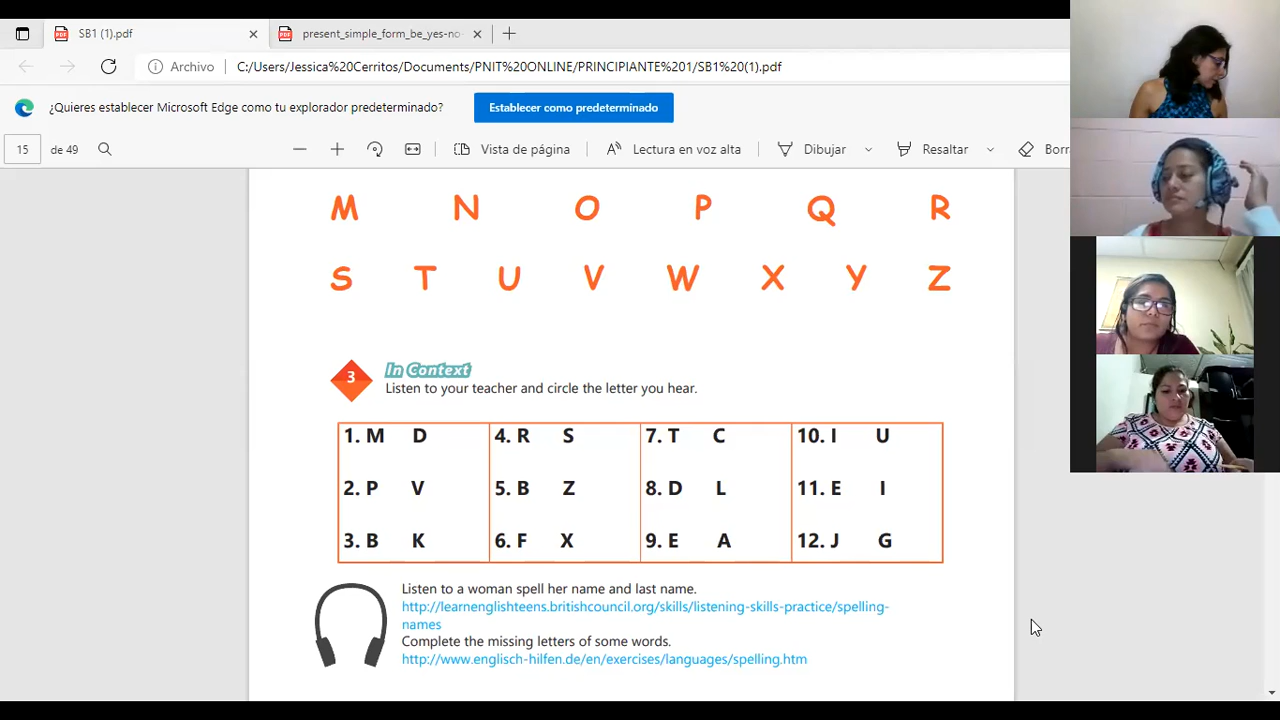 SB1 (1).pdf
present_simple_form_be_yes-no-
Archivo
C:/Users/Jessica%20Cerritos/Documents/PNIT%20ONLINE/PRINCIPIANTE%201/SB1%20(1).pdf
¿Quieres establecer Microsoft Edge como tu explorador predeterminado?
Establecer como predeterminado
15 de 49
Vista de página
Lectura en voz alta
Dibujar
Resaltar
Borr
M N O P Q R
S T U V W X Y Z
3 In Context
Listen to your teacher and circle the letter you hear.
1. M D 4. R S 7. T C 10. I U
2. P V 5. B Z 8. D L 11. E I
3. B K 6. F X 9. E A 12. J G
Listen to a woman spell her name and last name.
http://learnenglishteens.britishcouncil.org/skills/listening-skills-practice/spelling-
names
Complete the missing letters of some words.
http://www.englisch-hilfen.de/en/exercises/languages/spelling.htm